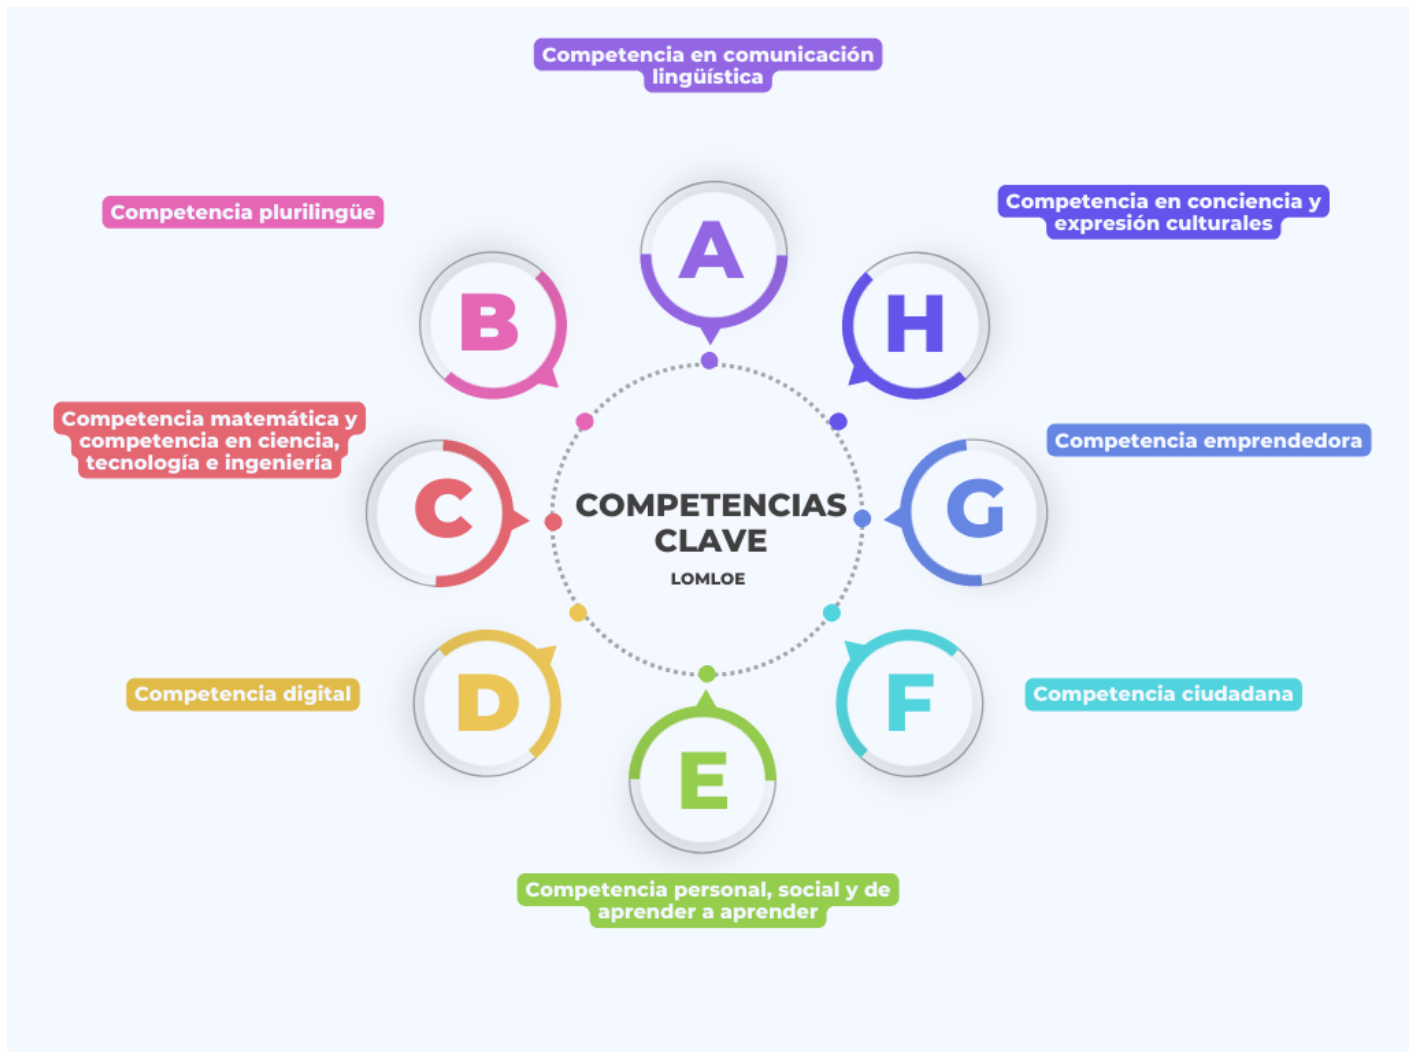 Competencia en comunicación
lingüística
A
Competencia plurilingüe
B
Competencia en conciencia y
expresión culturales
H
Competencia matemática y
competencia en ciencia,
tecnología e ingeniería
C
Competencia emprendedora
G
COMPETENCIAS
CLAVE
LOMLOE
Competencia digital
D
Competencia ciudadana
F
E
Competencia personal, social y de
aprender a aprender